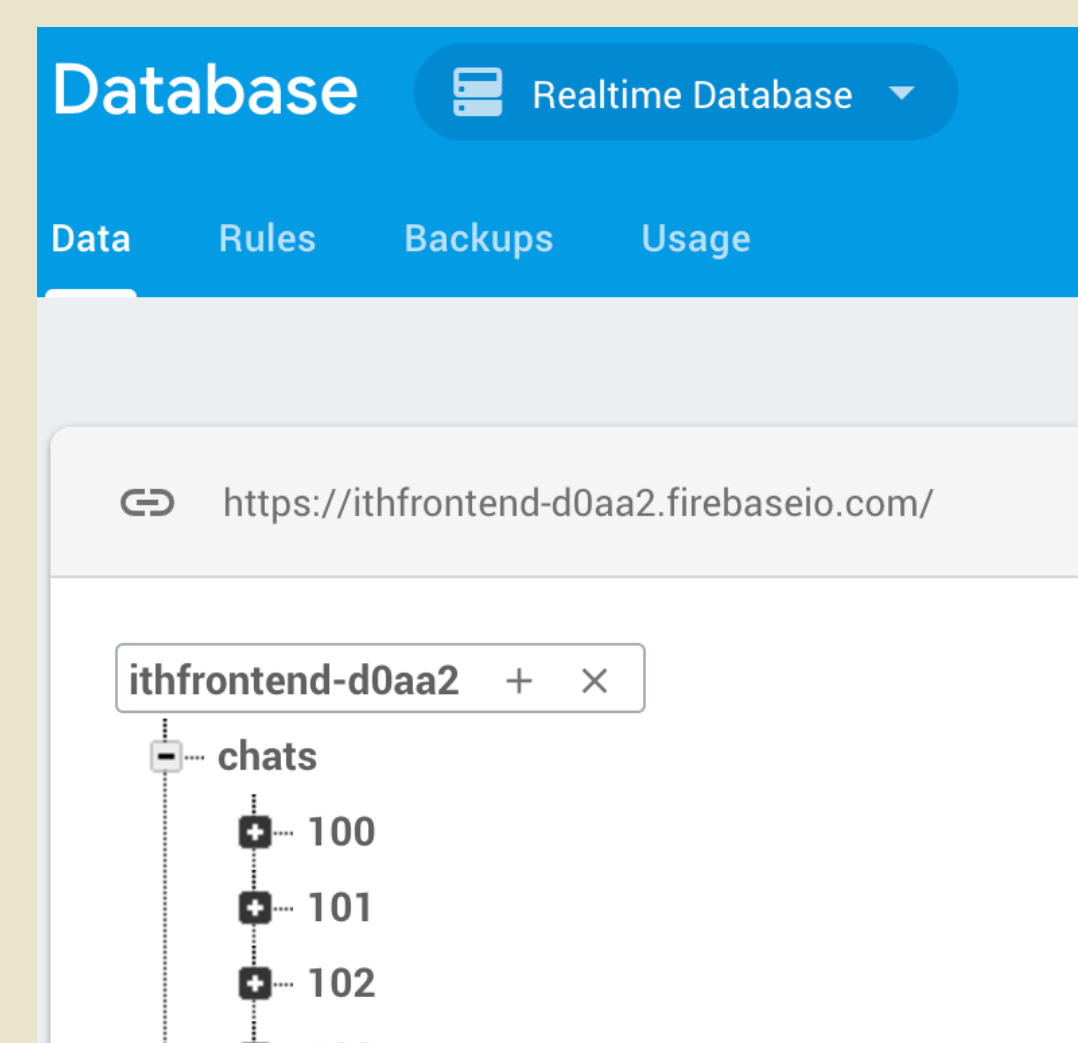 Database Realtime Database
Data Rules Backups Usage
https://ithfrontend-d0aa2.firebaseio.com/
ithfrontend-d0aa2 + ×
chats
100
101
102